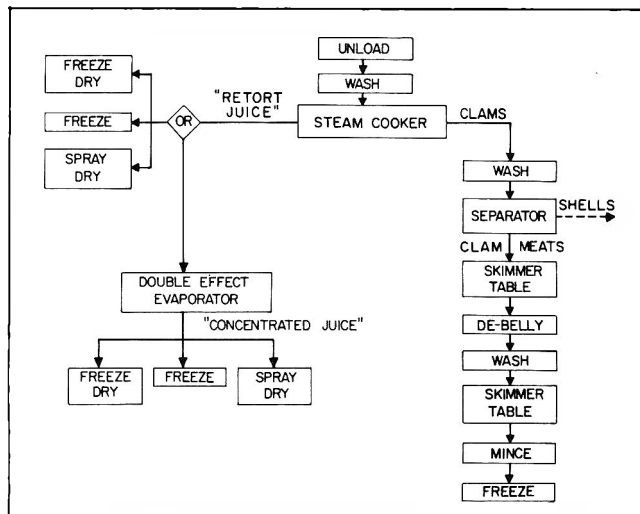 UNLOAD
WASH
STEAM COOKER
"RETORT
JUICE"
OR
FREEZE
DRY
FREEZE
SPRAY
DRY
DOUBLE EFFECT
EVAPORATOR
"CONCENTRATED JUICE"
FREEZE
DRY
FREEZE
SPRAY
DRY
CLAMS
WASH
SEPARATOR
SHELLS
CLAM MEATS
SKIMMER
TABLE
DE-BELLY
WASH
SKIMMER
TABLE
MINCE
FREEZE